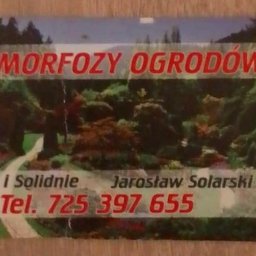 MORFOZY OGRODÓW
i Solidnie Jarosław Solarski
Tel. 725 397 655